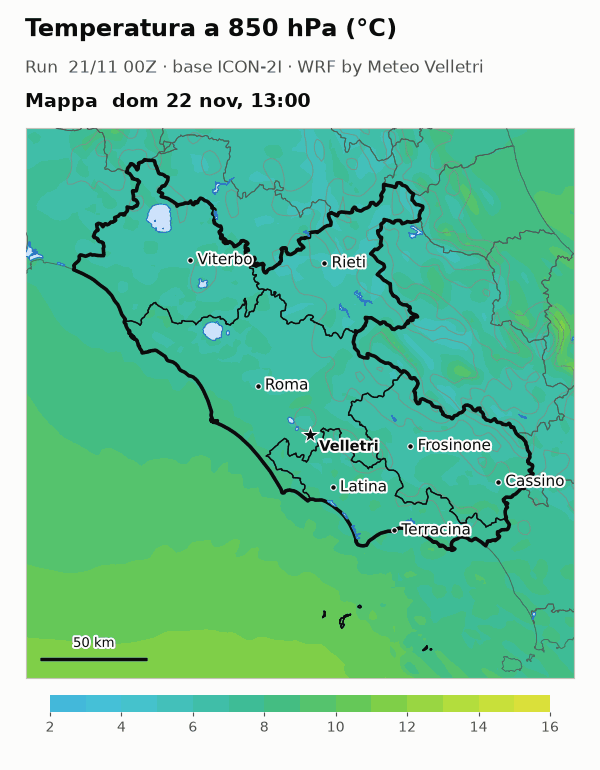 Temperatura a 850 hPa (°C)
Run  21/11 00Z · base ICON-2I · WRF by Meteo Velletri
Mappa  dom 22 nov, 13:00
Viterbo
Rieti
Roma
Velletri
Frosinone
Cassino
Latina
Terracina
50 km
2 4 6 8 10 12 14 16